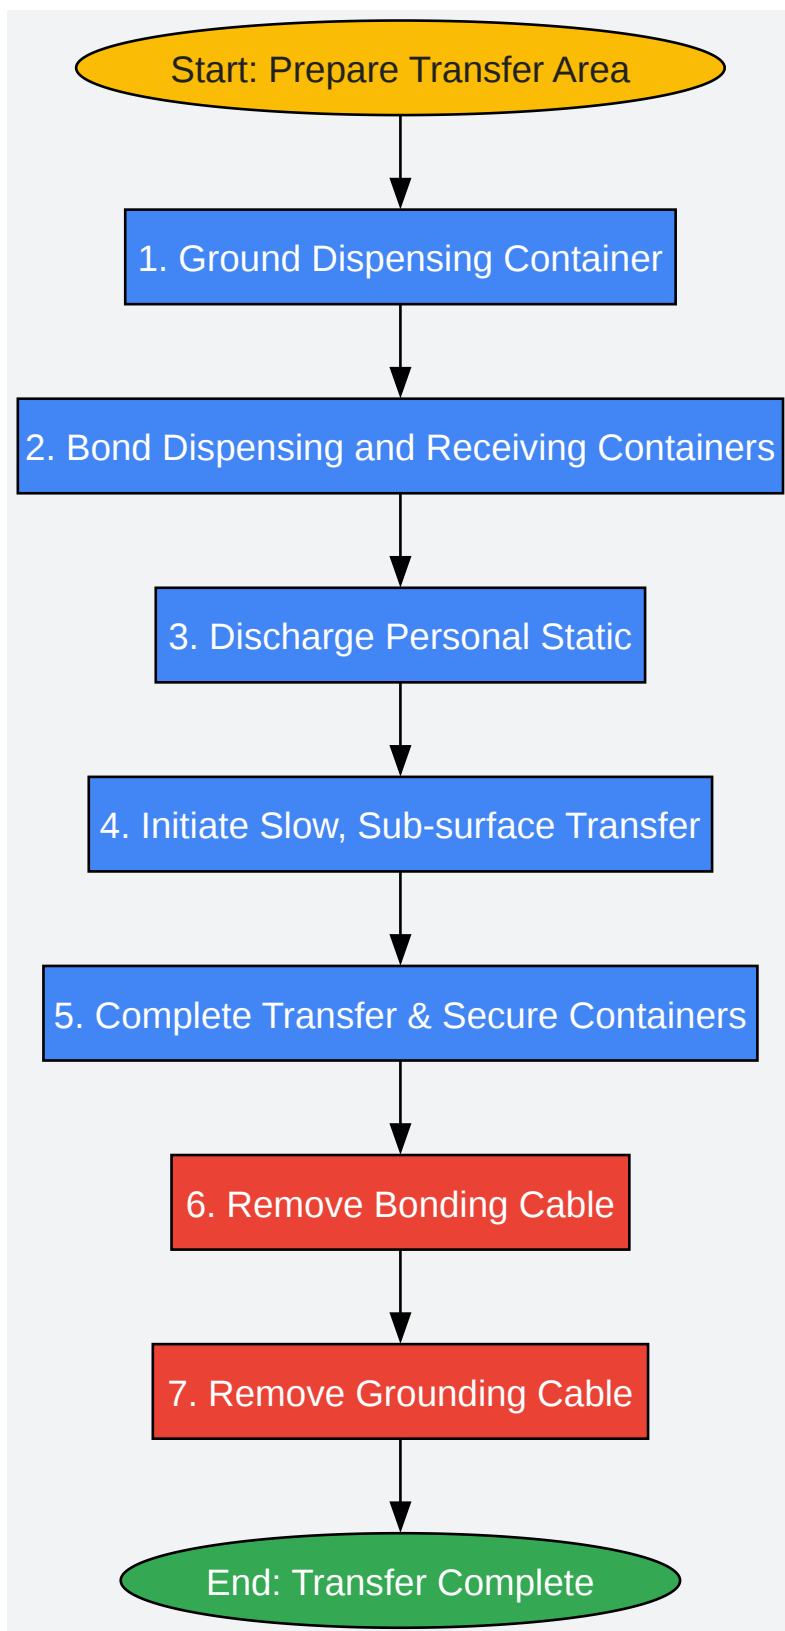 Start: Prepare Transfer Area
1. Ground Dispensing Container
2. Bond Dispensing and Receiving Containers
3. Discharge Personal Static
4. Initiate Slow, Sub-surface Transfer
5. Complete Transfer & Secure Containers
6. Remove Bonding Cable
7. Remove Grounding Cable
End: Transfer Complete